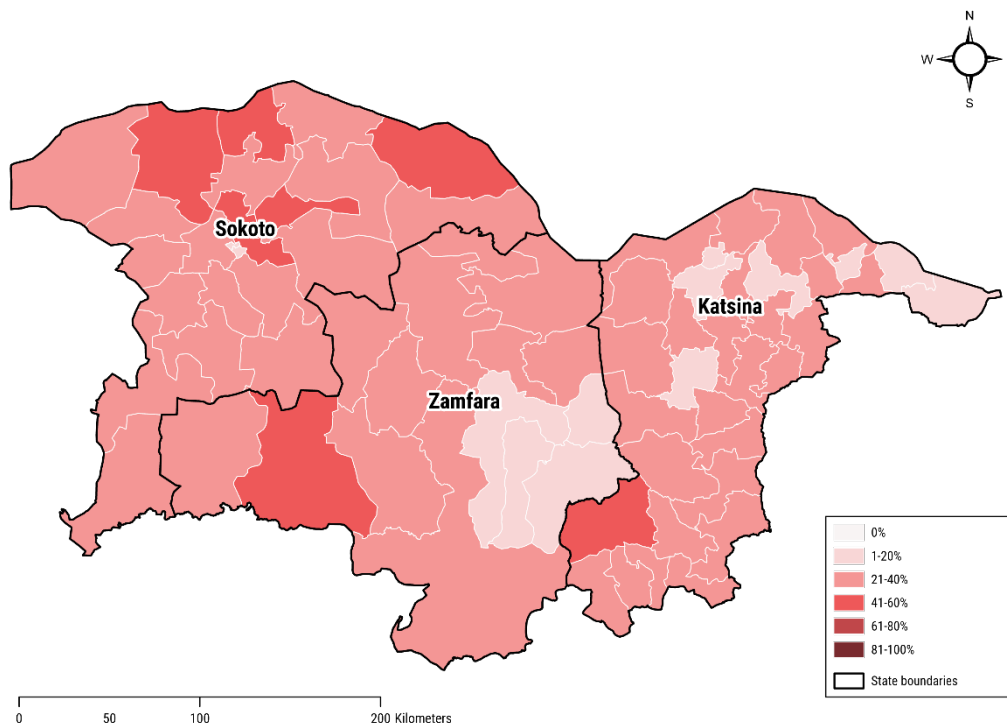 N
W E
S
Sokoto
Katsina
Zamfara
0%
1-20%
21-40%
41-60%
61-80%
81-100%
State boundaries
0 50 100 200 Kilometers